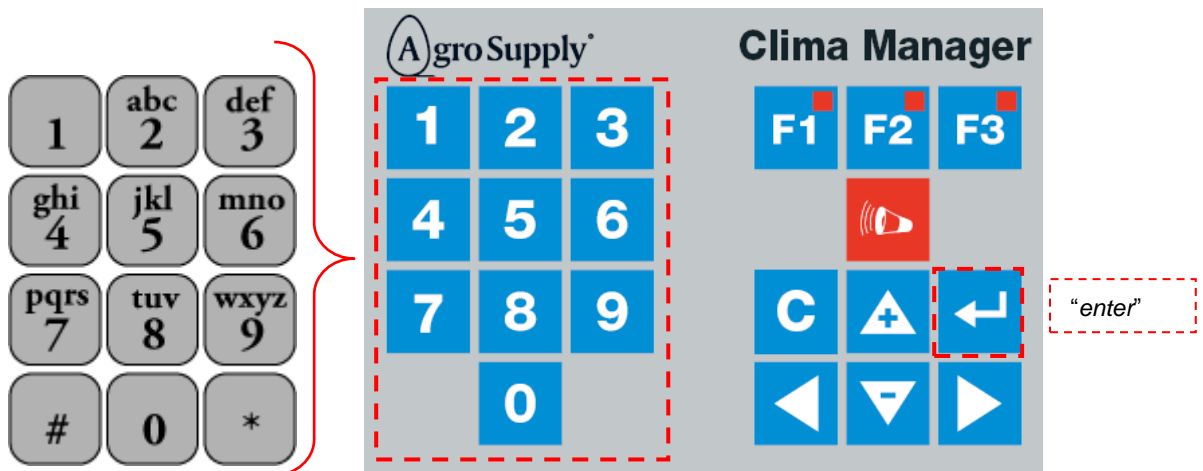 1
abc
2
def
3
ghi
4
jkl
5
mno
6
pqrs
7
tuv
8
wxyz
9
#
0
*
AgroSupply
Clima Manager
1 2 3
F1 F2 F3
4 5 6
7 8 9
C + 
0
-
"enter"